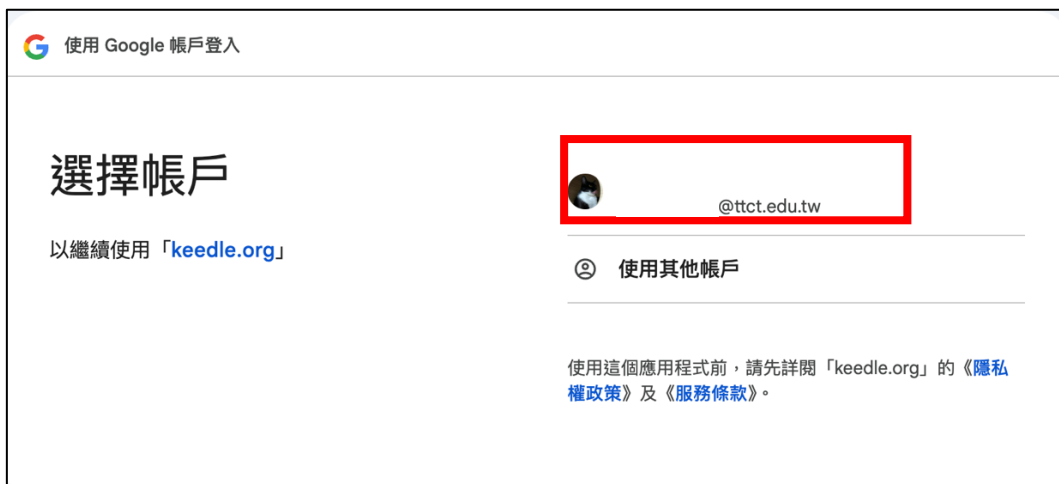 使用 Google 帳戶登入
選擇帳戶
以繼續使用「keedle.org」
@ttct.edu.tw
使用其他帳戶
使用這個應用程式前，請先詳閱「keedle.org」的《隱私
權政策》及《服務條款》。